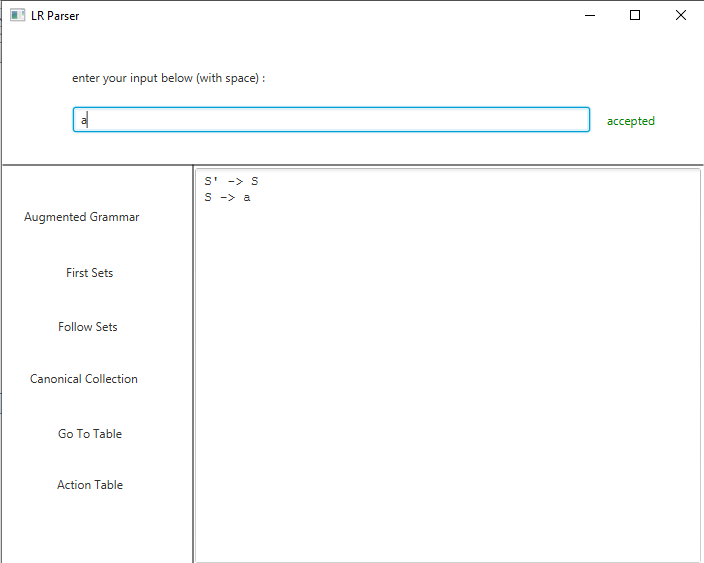 LR Parser
enter your input below (with space) :
a
accepted
S' -> S
S -> a
Augmented Grammar
First Sets
Follow Sets
Canonical Collection
Go To Table
Action Table